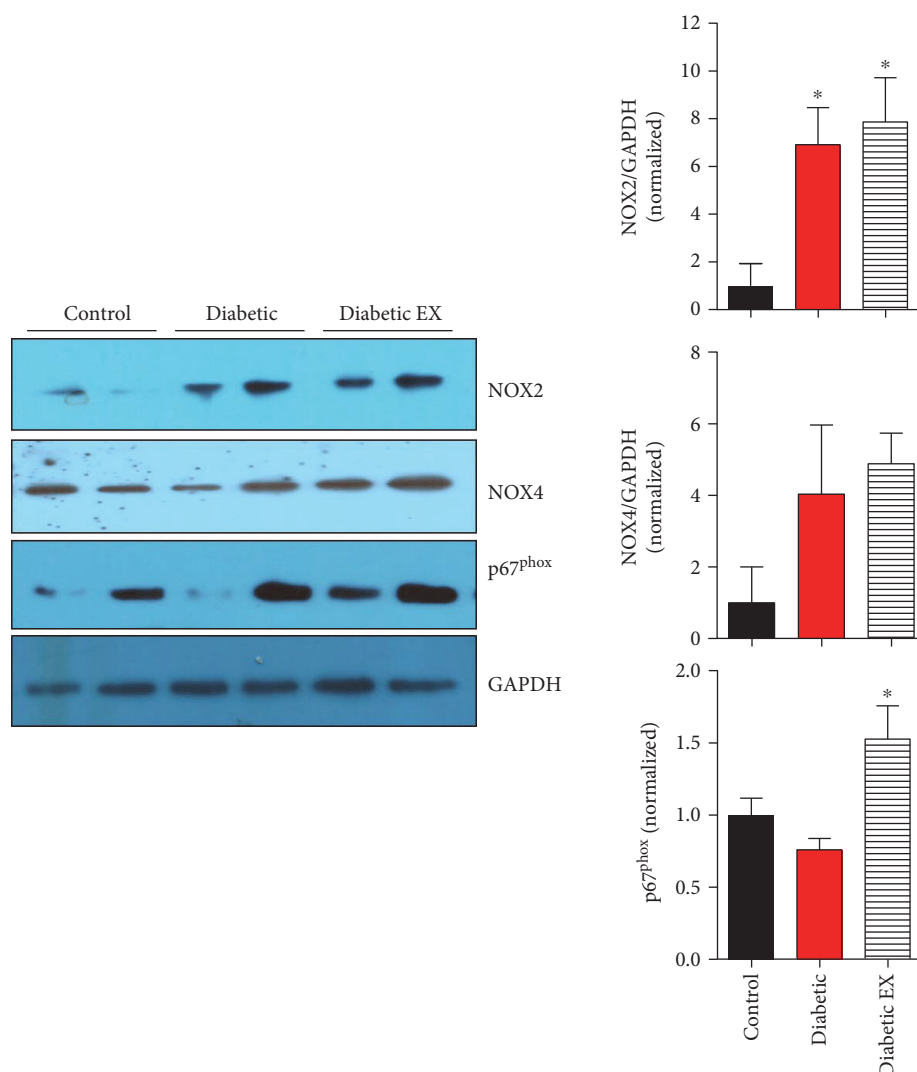 Control Diabetic Diabetic EX
NOX2
NOX4
p67phox
GAPDH
12
10
8
6
4
2
0
NOX2/GAPDH
(normalized)
*
*
8
6
4
2
0
NOX4/GAPDH
(normalized)
2.0
1.5
1.0
0.5
0.0
p67phox (normalized)
*
Control
Diabetic
Diabetic EX